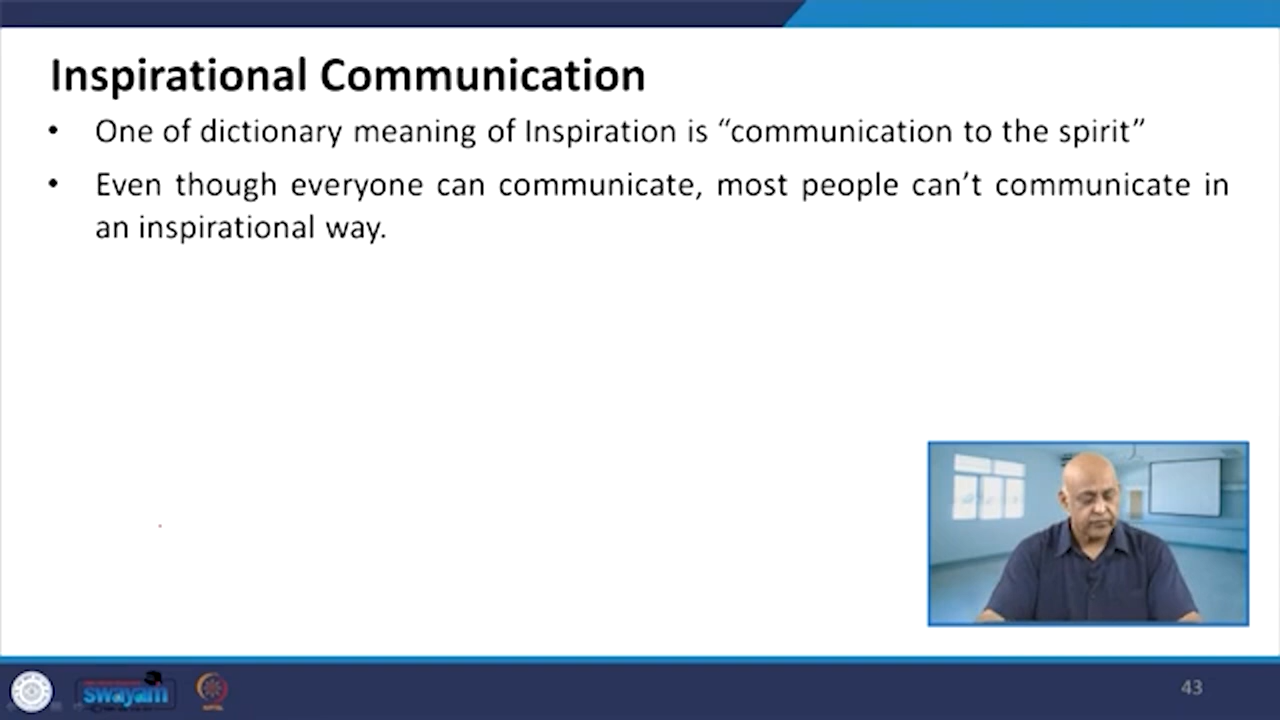 Inspirational Communication
• One of dictionary meaning of Inspiration is “communication to the spirit”
• Even though everyone can communicate, most people can’t communicate in
an inspirational way.
swayam
43